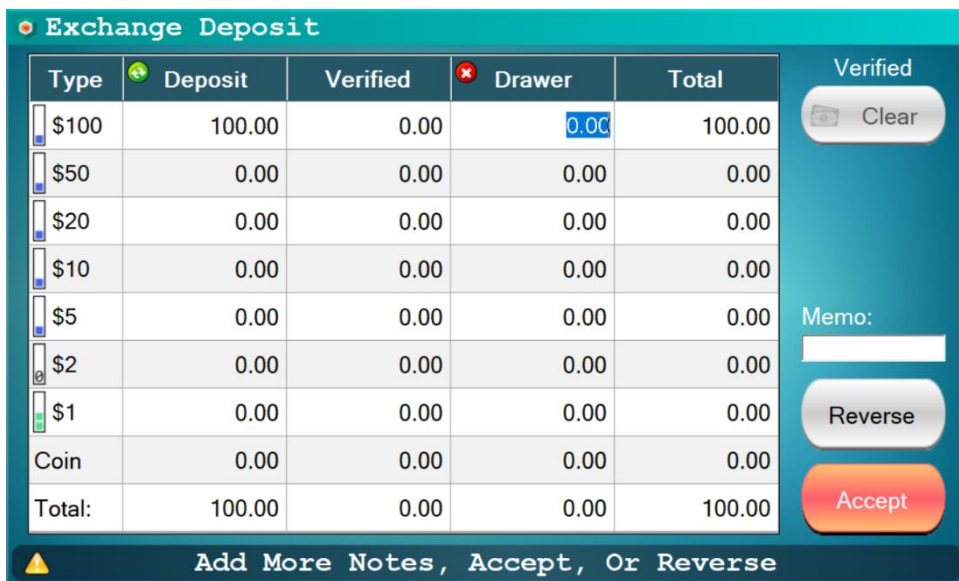 Exchange Deposit
Type Deposit Verified Drawer Total
$100 100.00 0.00 0.00 100.00
$50 0.00 0.00 0.00 0.00
$20 0.00 0.00 0.00 0.00
$10 0.00 0.00 0.00 0.00
$5 0.00 0.00 0.00 0.00
$2 0.00 0.00 0.00 0.00
$1 0.00 0.00 0.00 0.00
Coin 0.00 0.00 0.00 0.00
Total: 100.00 0.00 0.00 100.00
Verified
Clear
Memo:
Reverse
Accept
Add More Notes, Accept, Or Reverse